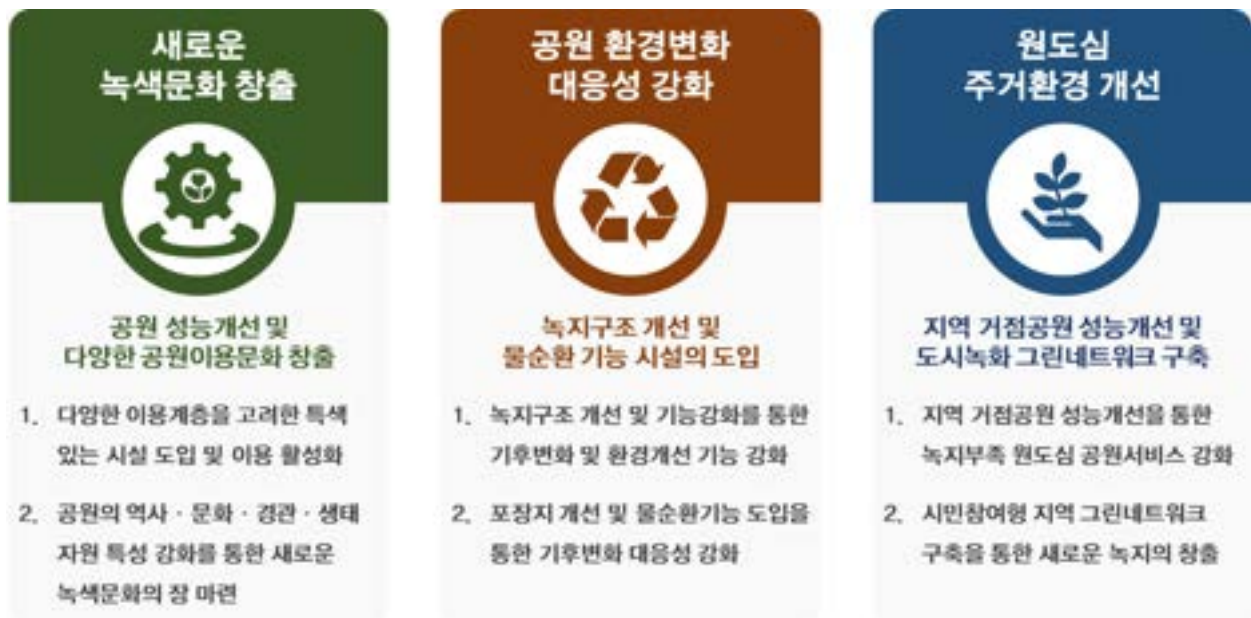 새로운
녹색문화 창출
공원 성능개선 및
다양한 공원이용문화 창출
1. 다양한 이용계층을 고려한 특색
있는 시설 도입 및 이용 활성화
2. 공원의 역사 · 문화 · 경관 · 생태
자원 특성 강화를 통한 새로운
녹색문화의 장 마련
공원 환경변화
대응성 강화
녹지구조 개선 및
물순환 기능 시설의 도입
1. 녹지구조 개선 및 기능강화를 통한
기후변화 및 환경개선 기능 강화
2. 포장지 개선 및 물순환기능 도입을
통한 기후변화 대응성 강화
원도심
주거환경 개선
지역 거점공원 성능개선 및
도시녹화 그린네트워크 구축
1. 지역 거점공원 성능개선을 통한
녹지부족 원도심 공원서비스 강화
2. 시민참여형 지역 그린네트워크
구축을 통한 새로운 녹지의 창출